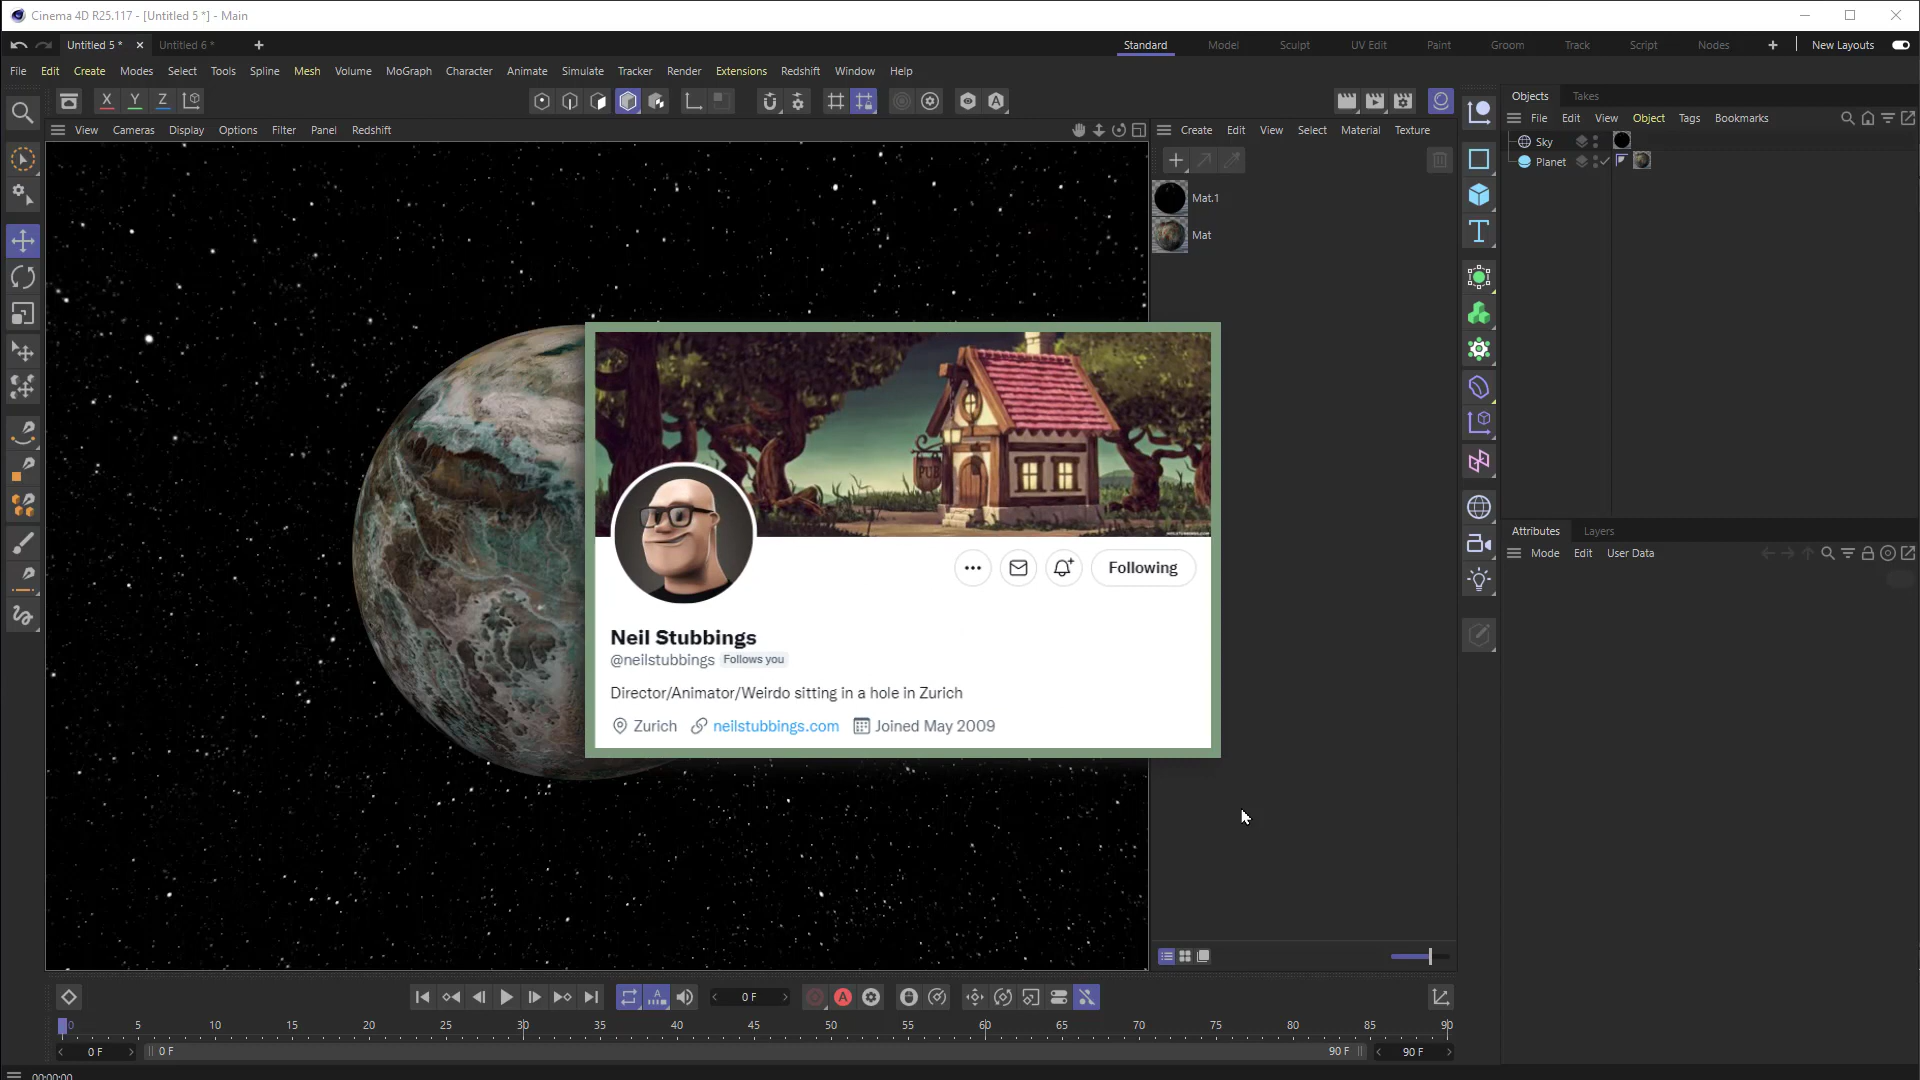 Cinema 4D R25.117 - [Untitled 5 *] - Main
Untitled 5 * Untitled 6 *
Standard Model Sculpt UV Edit Paint Groom Track Script Nodes New Layouts
File Edit Create Modes Select Tools Spline Mesh Volume MoGraph Character Animate Simulate Tracker Render Extensions Redshift Window Help
X Y Z
Objects Takes
File Edit View Object Tags Bookmarks
View Cameras Display Options Filter Panel Redshift
Create Edit View Select Material Texture
Sky
Planet
Mat.1
Mat
PUB
Following
Neil Stubbings
@neilstubbings Follows you
Director/Animator/Weirdo sitting in a hole in Zurich
Zurich neilstubbings.com Joined May 2009
Attributes Layers
Mode Edit User Data
0 F
0 5 10 15 20 25 30 35 40 45 50 55 60 65 70 75 80 85 90
0 F 0 F 90 F 90 F
00:00:00